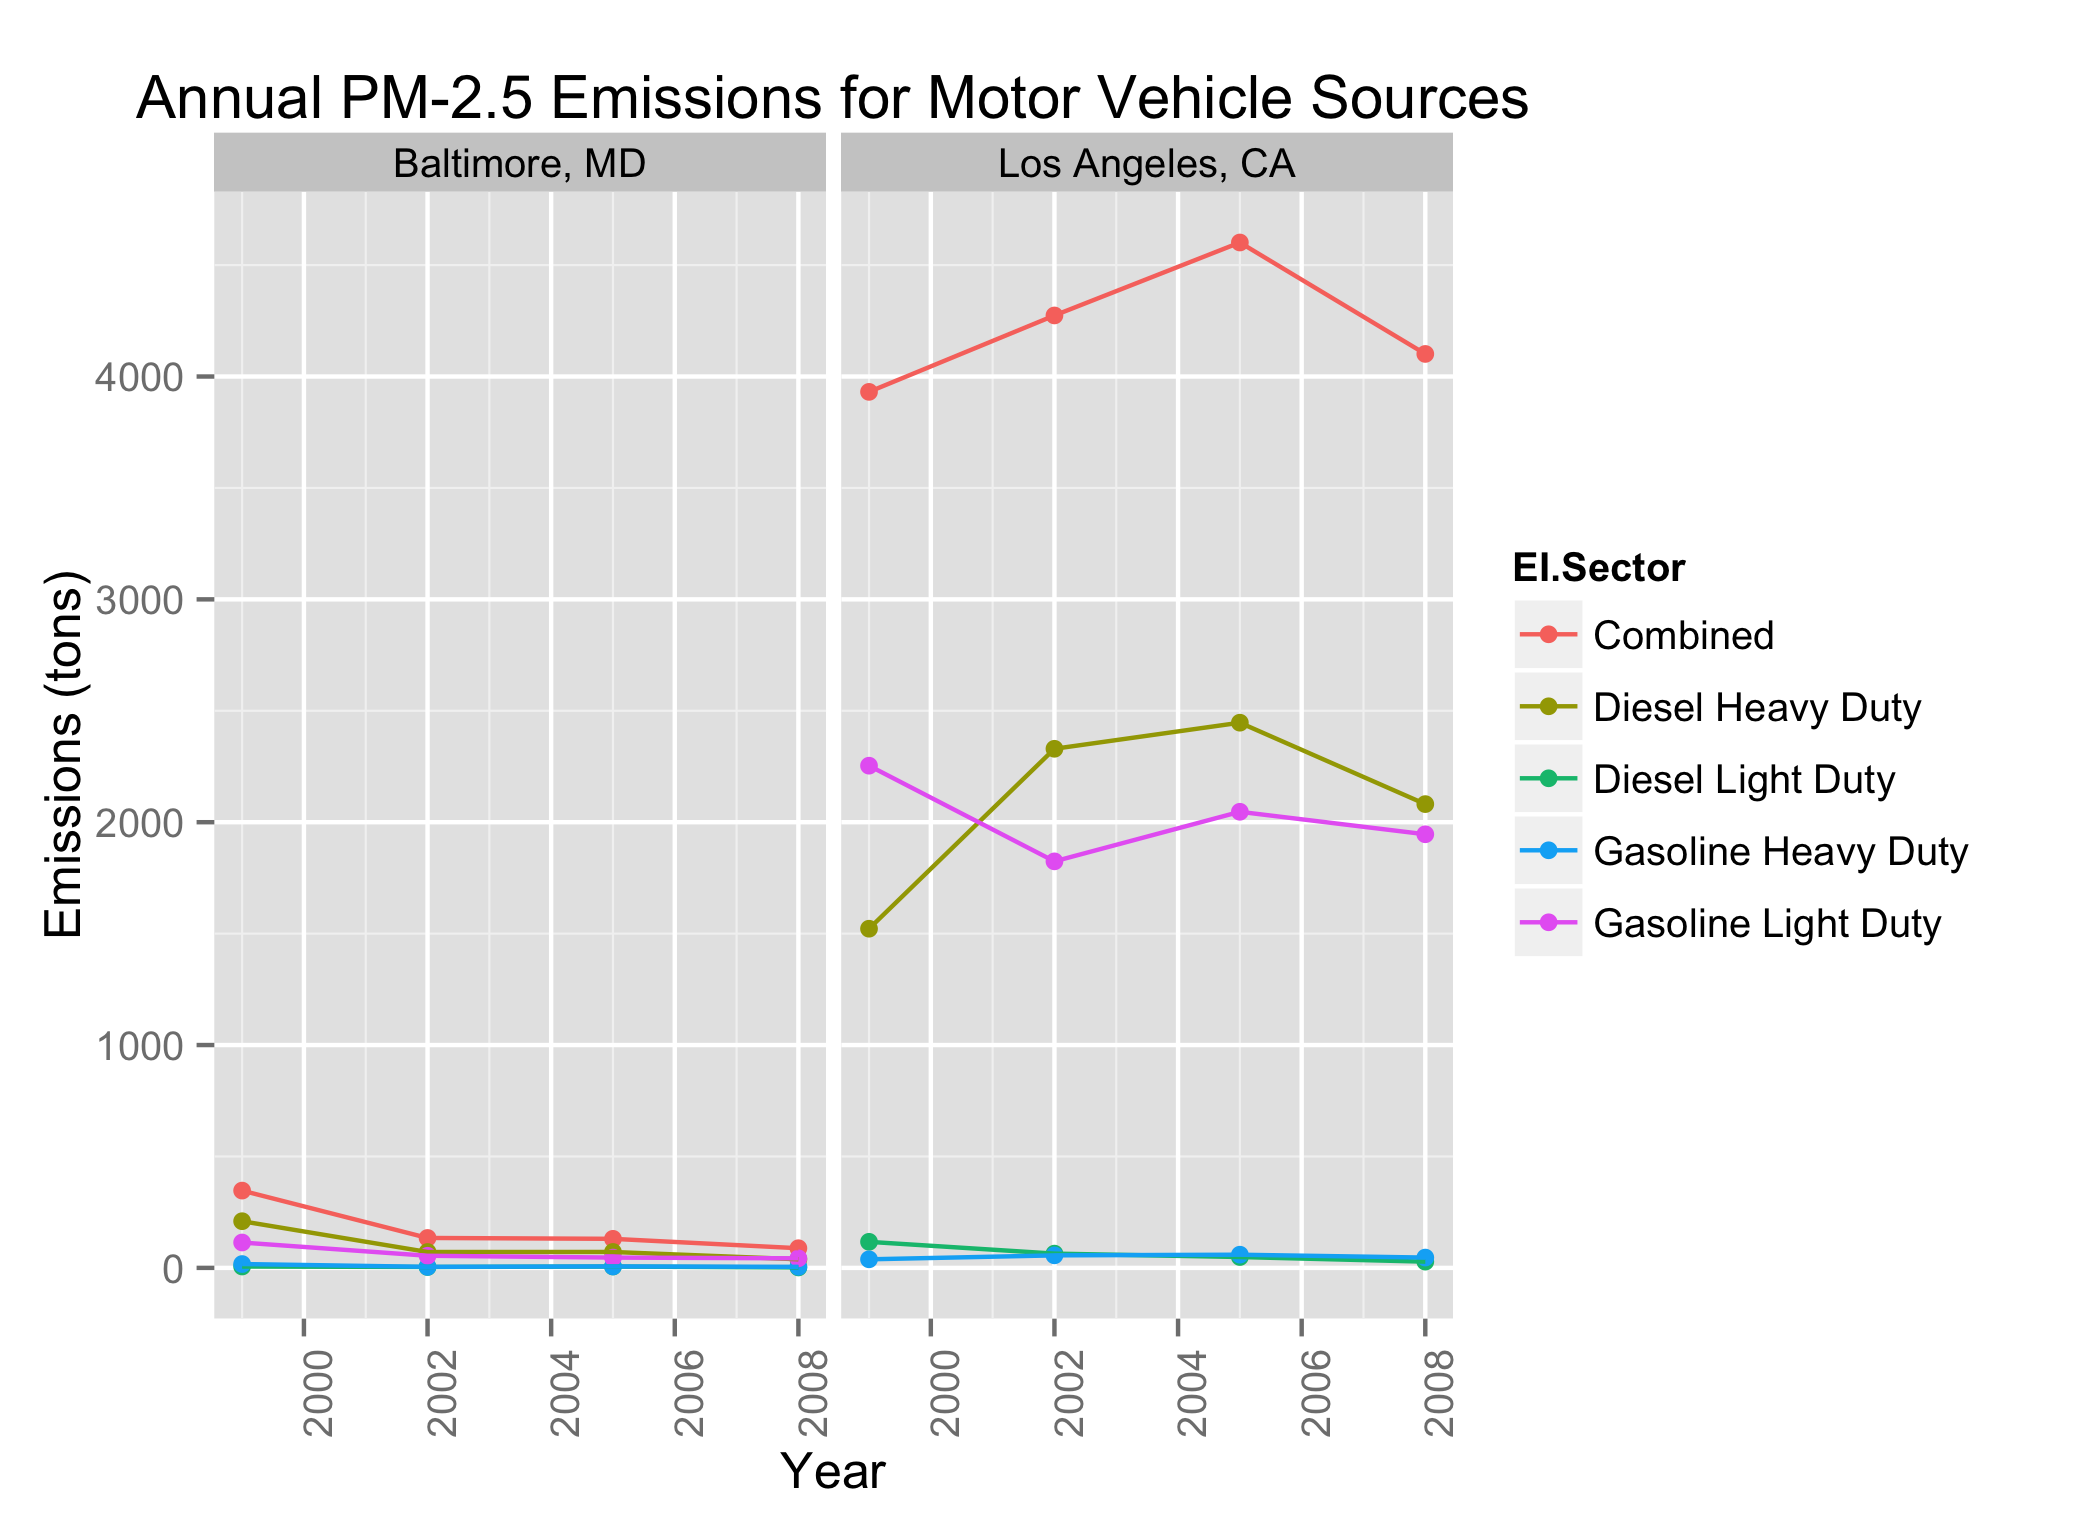 Annual PM-2.5 Emissions for Motor Vehicle Sources
Baltimore, MD
Los Angeles, CA
Emissions (tons)
4000
3000
2000
1000
0
2000
2002
2004
2006
2008
2000
2002
2004
2006
2008
Year
EI.Sector
Combined
Diesel Heavy Duty
Diesel Light Duty
Gasoline Heavy Duty
Gasoline Light Duty